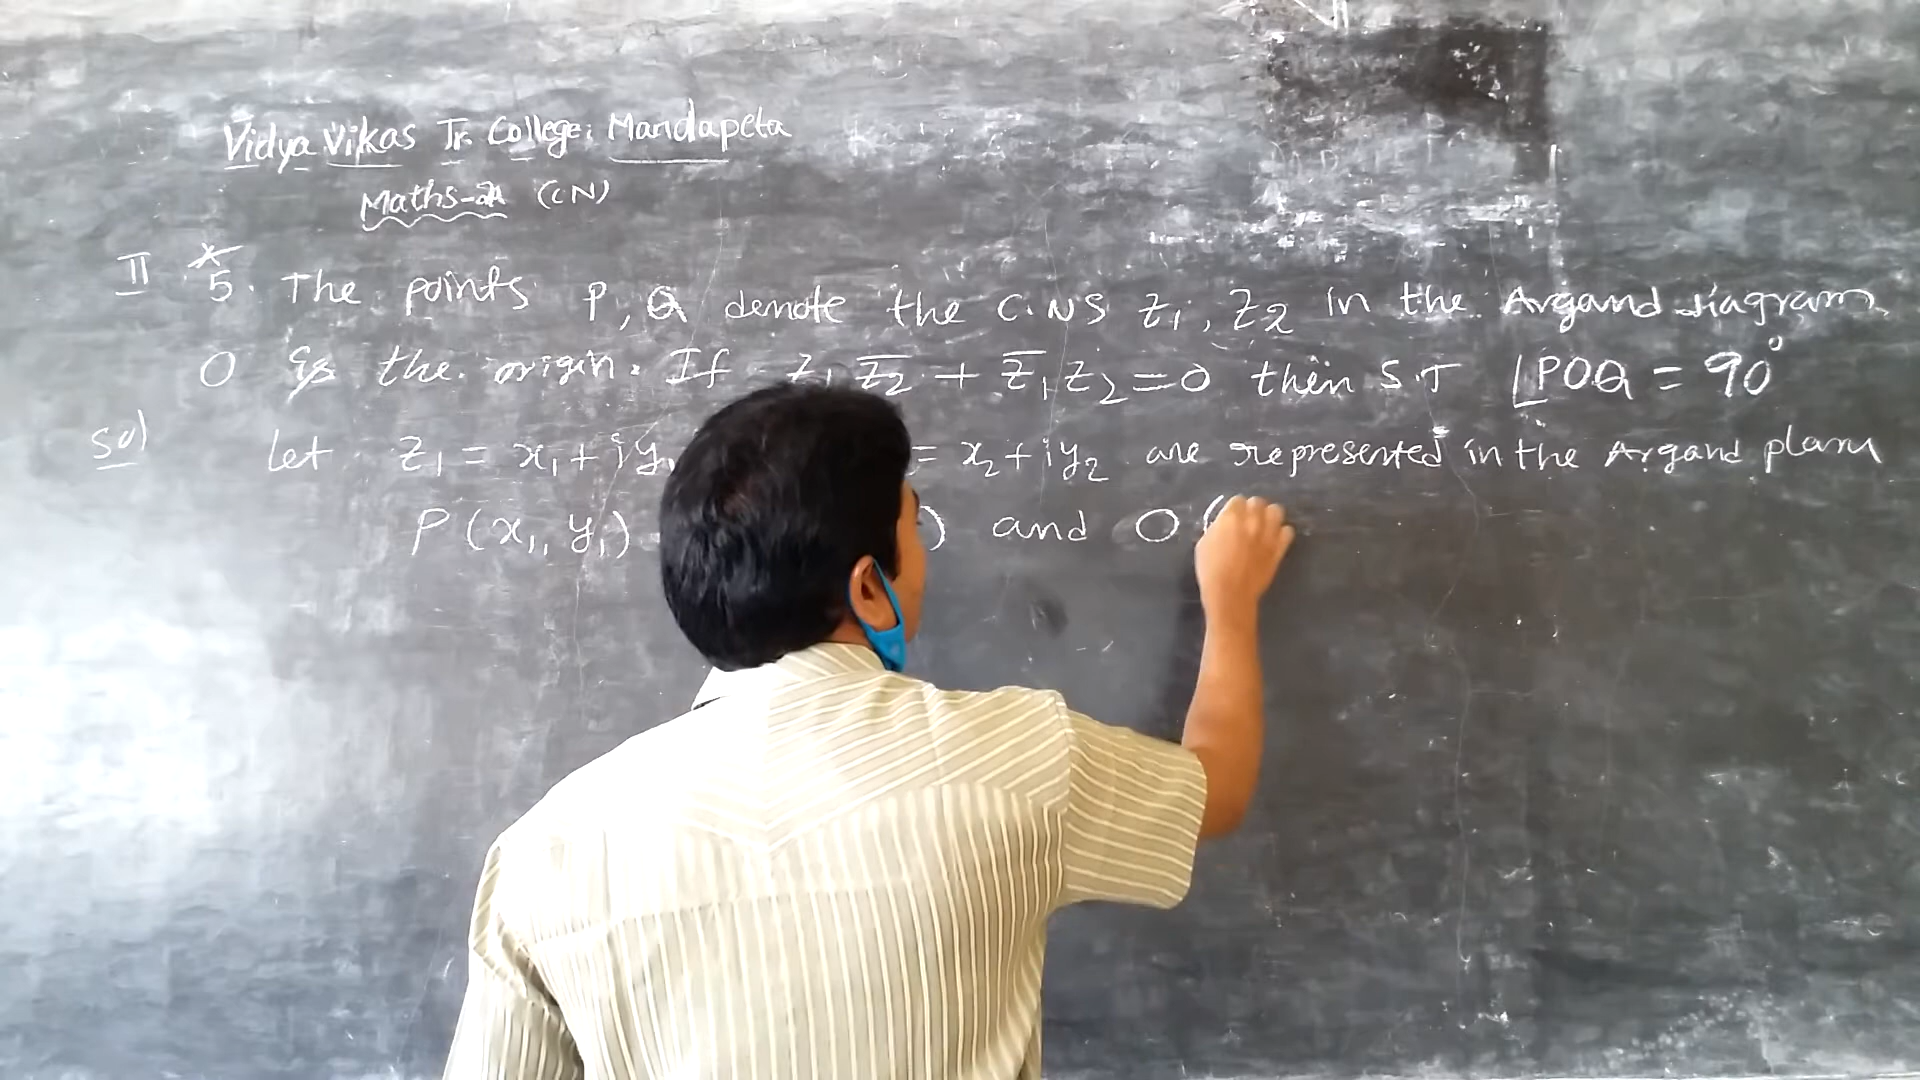 Vidya Vikas Jr. College, Mandapeta
Maths-2A (CN)
II *5. The points P, Q denote the C.NS z₁, z₂ in the Argand diagram
O is the origin. If z₁z̅₂ + z̅₁z₂ = 0 then S.T ∠POQ = 90°
sol Let z₁ = x₁ + iy₁ = x₂ + iy₂ are represented in the Argand plane
P(x₁, y₁) ) and O (